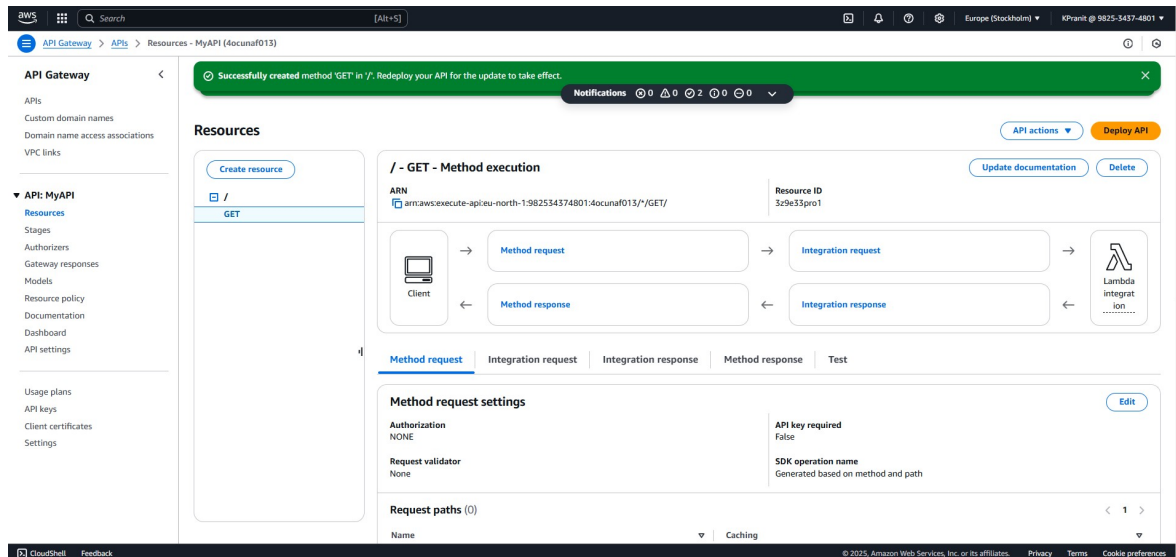 aws
Search
[Alt+S]
Europe (Stockholm) ▼
KPranit @ 9825-3437-4801 ▼
API Gateway > APIs > Resources - MyAPI (4ocunaf013)
API Gateway
APIs
Custom domain names
Domain name access associations
VPC links
▼ API: MyAPI
Resources
Stages
Authorizers
Gateway responses
Models
Resource policy
Documentation
Dashboard
API settings
Usage plans
API keys
Client certificates
Settings
Successfully created method 'GET' in '/'. Redeploy your API for the update to take effect.
Notifications 0 0 2 0 0
Resources
API actions ▼
Deploy API
Create resource
/
GET
/ - GET - Method execution
Update documentation
Delete
ARN
arn:aws:execute-api:eu-north-1:982534374801:4ocunaf013/*/GET/
Resource ID
3z9e33pro1
Client
Method request
Integration request
Method response
Integration response
Lambda
integrat
ion
Method request
Integration request
Integration response
Method response
Test
Method request settings
Edit
Authorization
NONE
API key required
False
Request validator
None
SDK operation name
Generated based on method and path
Request paths (0)
< 1 >
Name
Caching
CloudShell
Feedback
© 2025, Amazon Web Services, Inc. or its affiliates.
Privacy
Terms
Cookie preferences